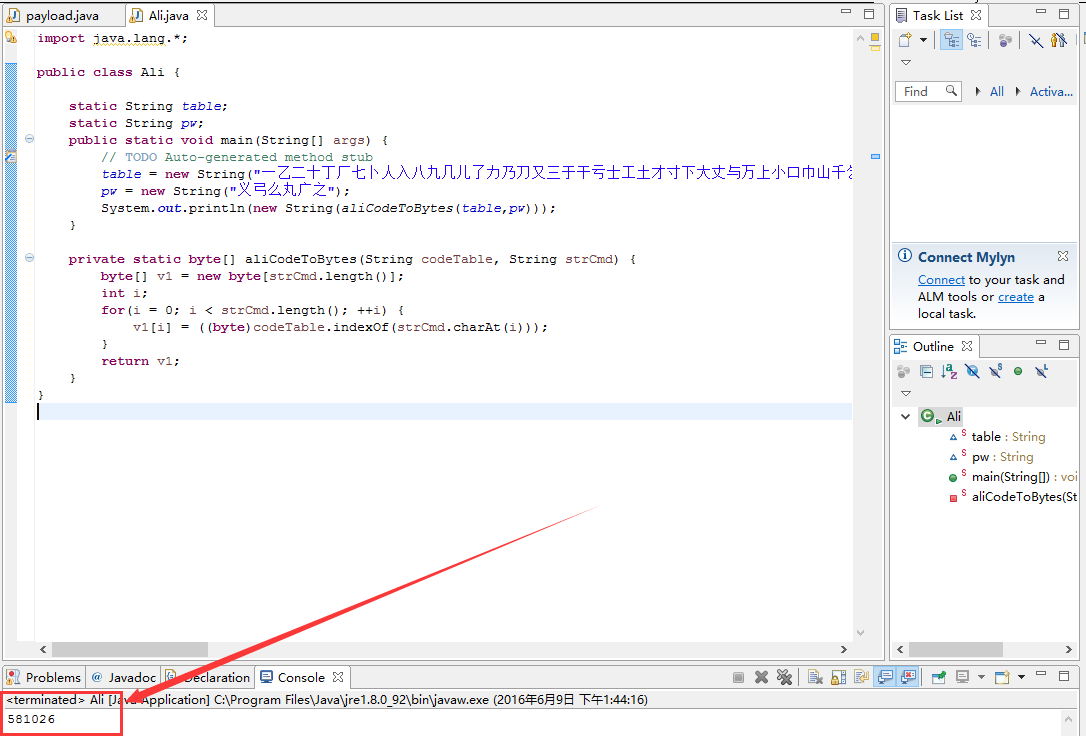 payload.java
Ali.java
import java.lang.*;
public class Ali {
static String table;
static String pw;
public static void main(String[] args) {
// TODO Auto-generated method stub
table = new String("一乙二十丁厂七卜人入八九几儿了力乃刀又三于干亏士工土才寸下大丈与万上小口巾山千
pw = new String("义弓么丸广之");
System.out.println(new String(aliCodeToBytes(table,pw)));
}
private static byte[] aliCodeToBytes(String codeTable, String strCmd) {
byte[] v1 = new byte[strCmd.length()];
int i;
for(i = 0; i < strCmd.length(); ++i) {
v1[i] = ((byte)codeTable.indexOf(strCmd.charAt(i)));
}
return v1;
}
}
Task List
Find
All
Activa...
Connect Mylyn
Connect to your task and
ALM tools or create a
local task.
Outline
Ali
table : String
pw : String
main(String[]) : voi
aliCodeToBytes(St
Problems
@ Javadoc
Declaration
Console
<terminated> Ali [Java Application] C:\Program Files\Java\jre1.8.0_92\bin\javaw.exe (2016年6月9日 下午1:44:16)
581026